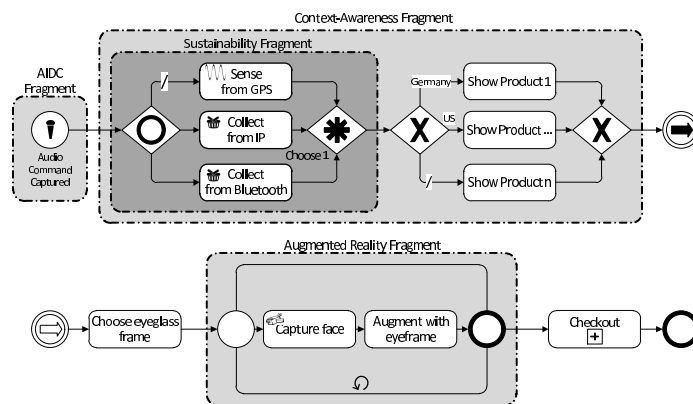 Context-Awareness Fragment
Sustainability Fragment
AIDC
Fragment
Audio
Command
Captured
/
Sense
from GPS
Collect
from IP
Choose 1
Collect
from Bluetooth
Germany
Show Product 1
US
Show Product ...
/
Show Product n
Augmented Reality Fragment
Choose eyeglass
frame
Capture face
Augment with
eyeframe
Checkout